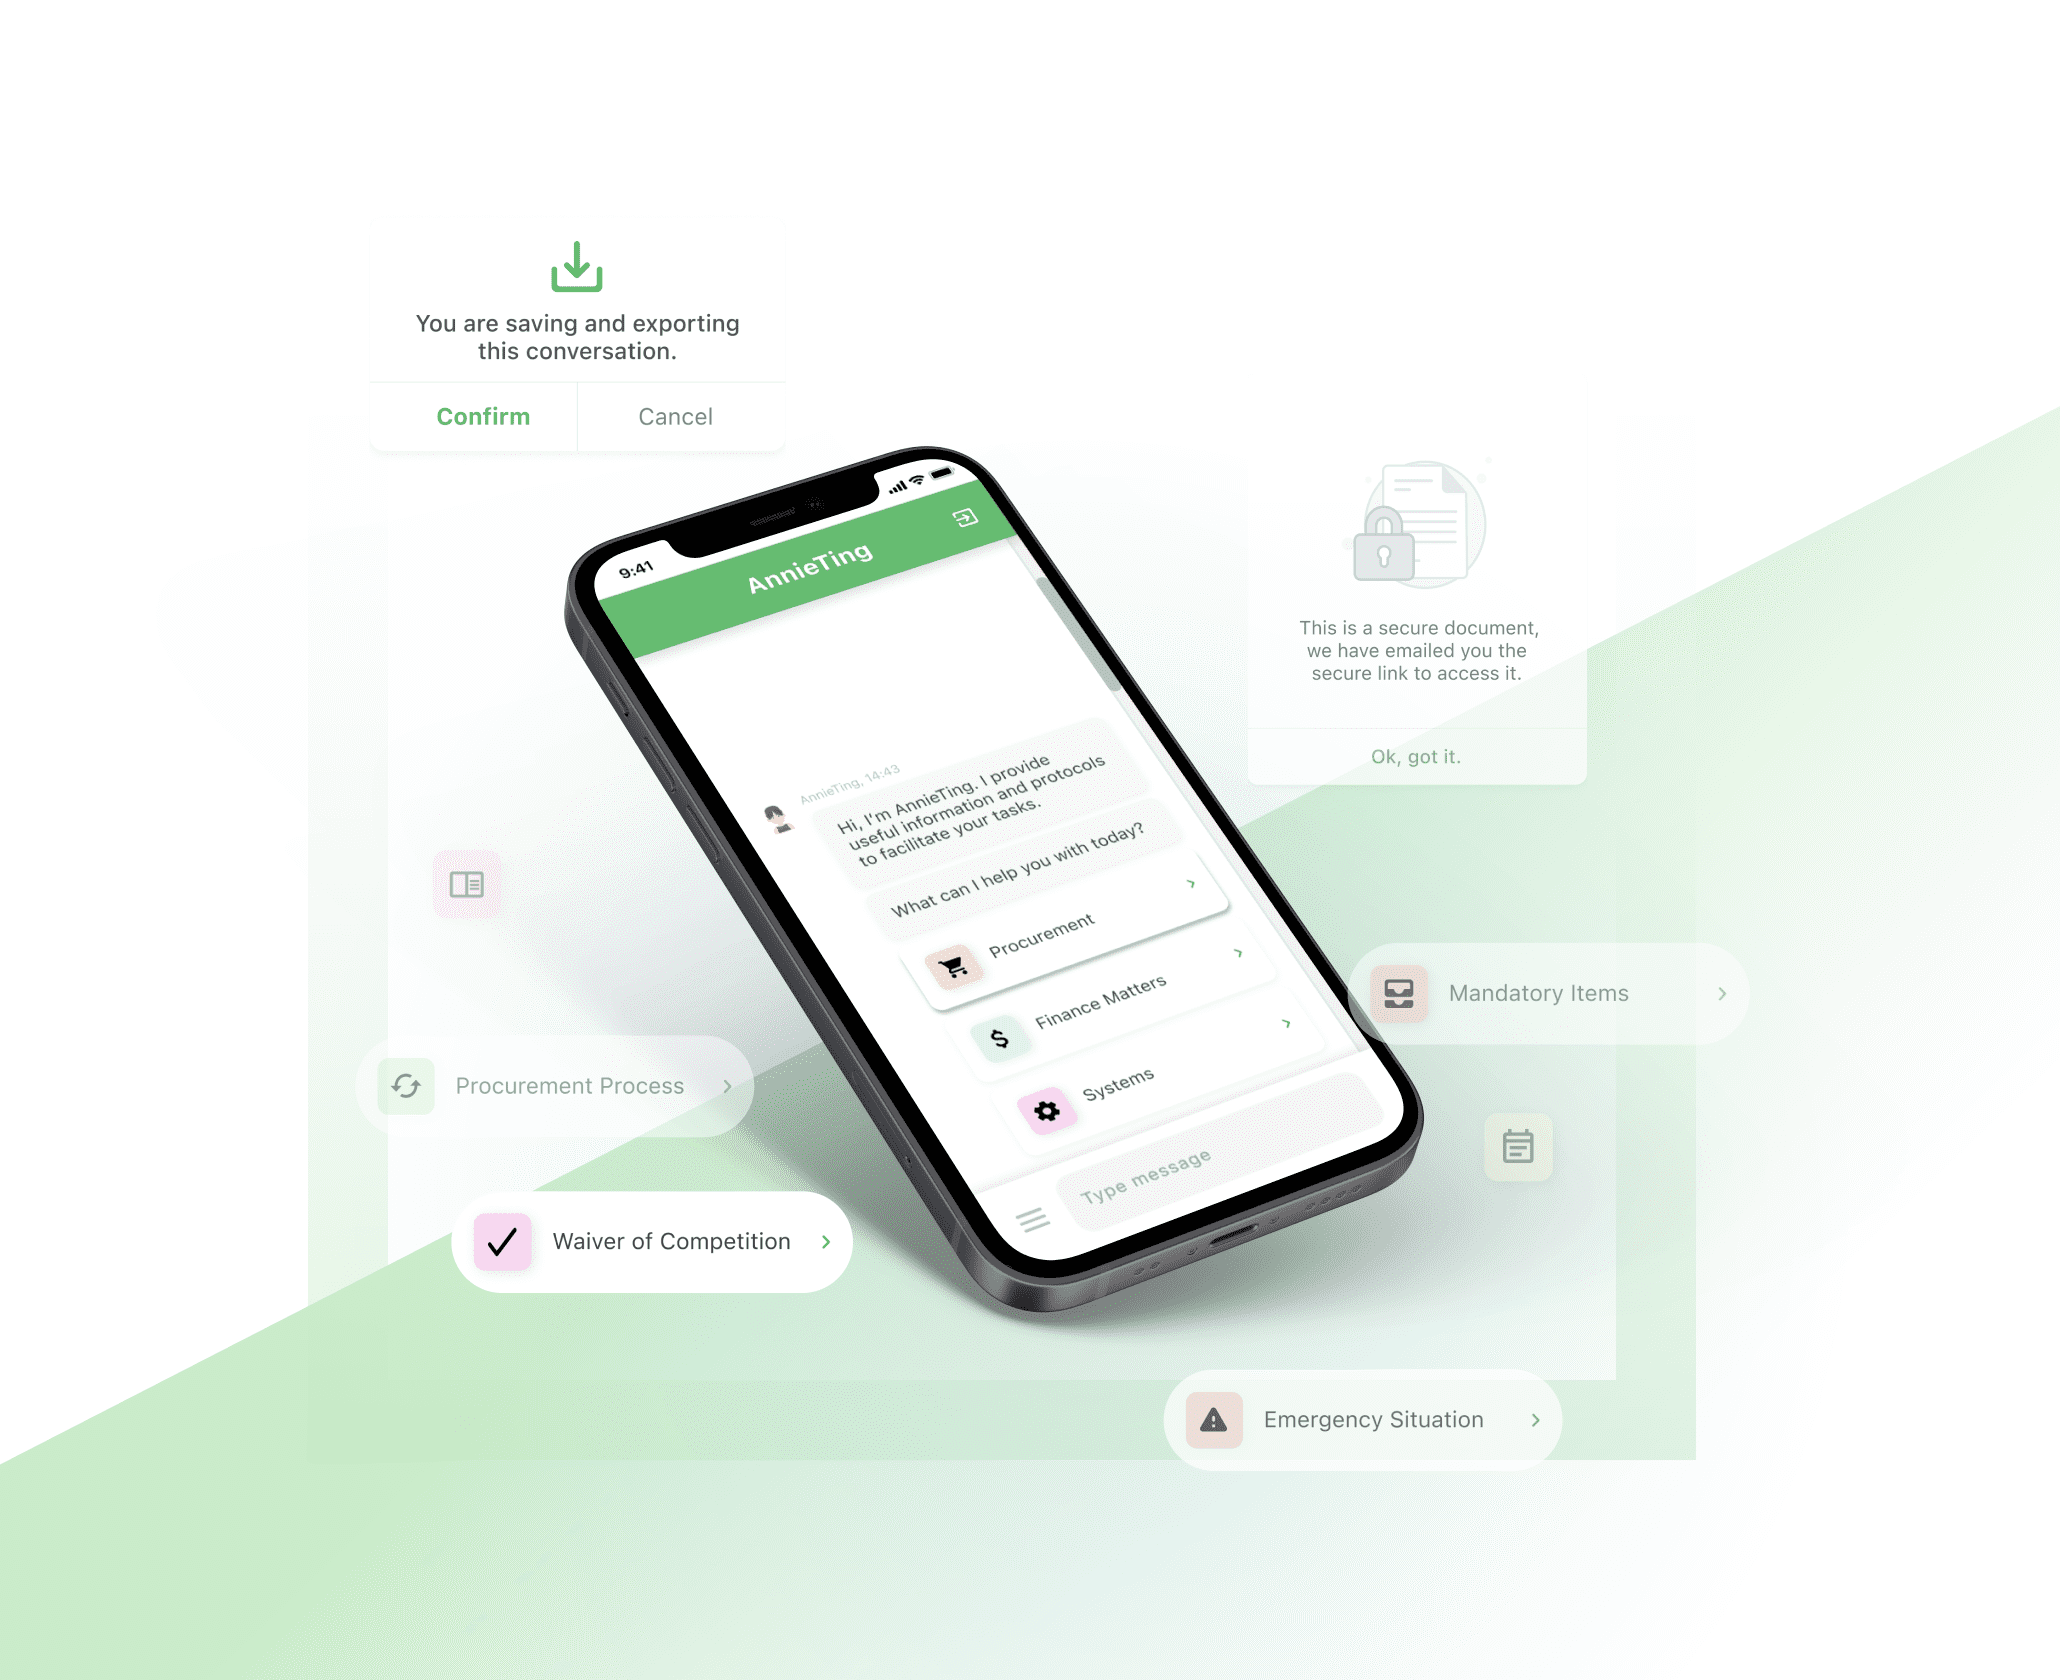 You are saving and exporting
this conversation.
Confirm
Cancel
9:41
AnnieTing
This is a secure document,
we have emailed you the
secure link to access it.
Ok, got it.
AnnieTing, 14:43
Hi, I'm AnnieTing. I provide
useful information and protocols
to facilitate your tasks.
What can I help you with today?
Procurement
Finance Matters
Systems
Type message
Mandatory Items
Procurement Process
Waiver of Competition
Emergency Situation